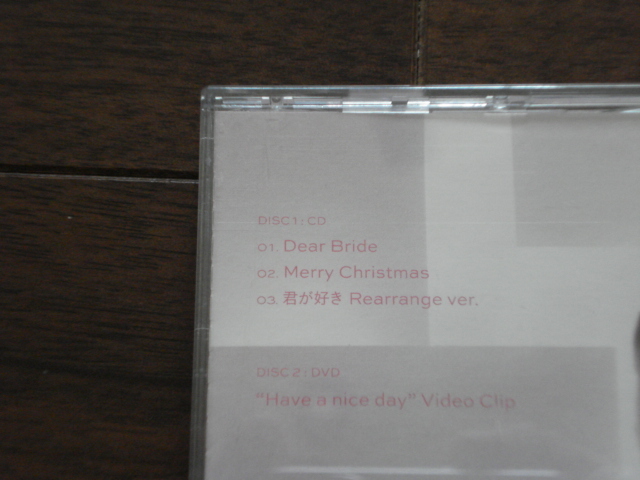 DISC 1 : CD
01. Dear Bride
02. Merry Christmas
03. 君が好き Rearrange ver.
DISC 2 : DVD
“Have a nice day” Video Clip